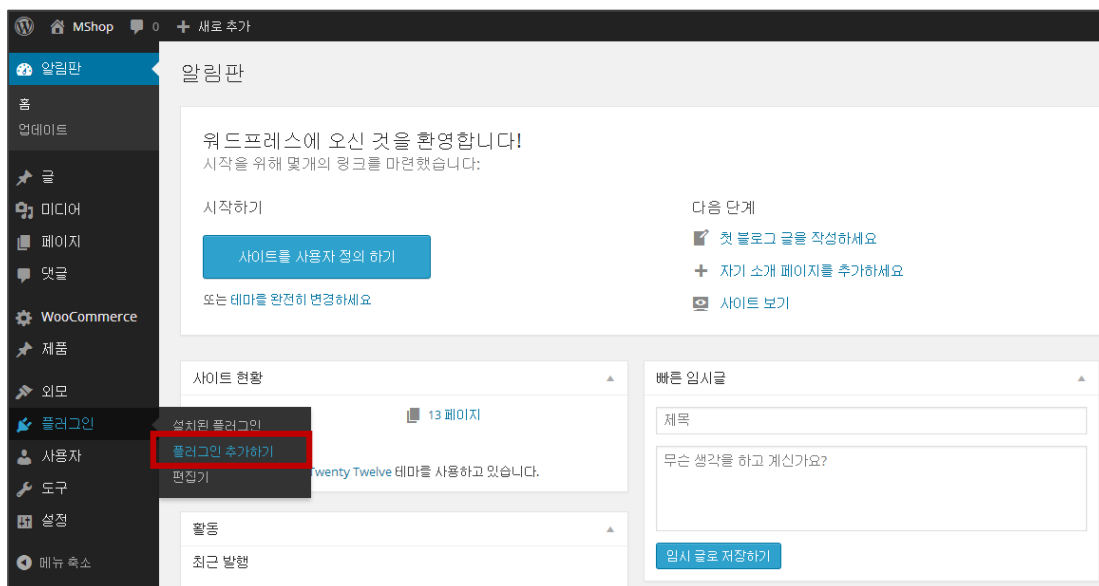 MShop 0 새로 추가
알림판
홈
업데이트
글
미디어
페이지
댓글
WooCommerce
제품
외모
플러그인
사용자
도구
설정
메뉴 축소
설치된 플러그인
플러그인 추가하기
편집기
알림판
워드프레스에 오신 것을 환영합니다!
시작을 위해 몇개의 링크를 마련했습니다:
시작하기
사이트를 사용자 정의 하기
또는 테마를 완전히 변경하세요
다음 단계
첫 블로그 글을 작성하세요
자기 소개 페이지를 추가하세요
사이트 보기
사이트 현황
13 페이지
Twenty Twelve 테마를 사용하고 있습니다.
활동
최근 발행
빠른 임시글
제목
무슨 생각을 하고 계신가요?
임시 글로 저장하기